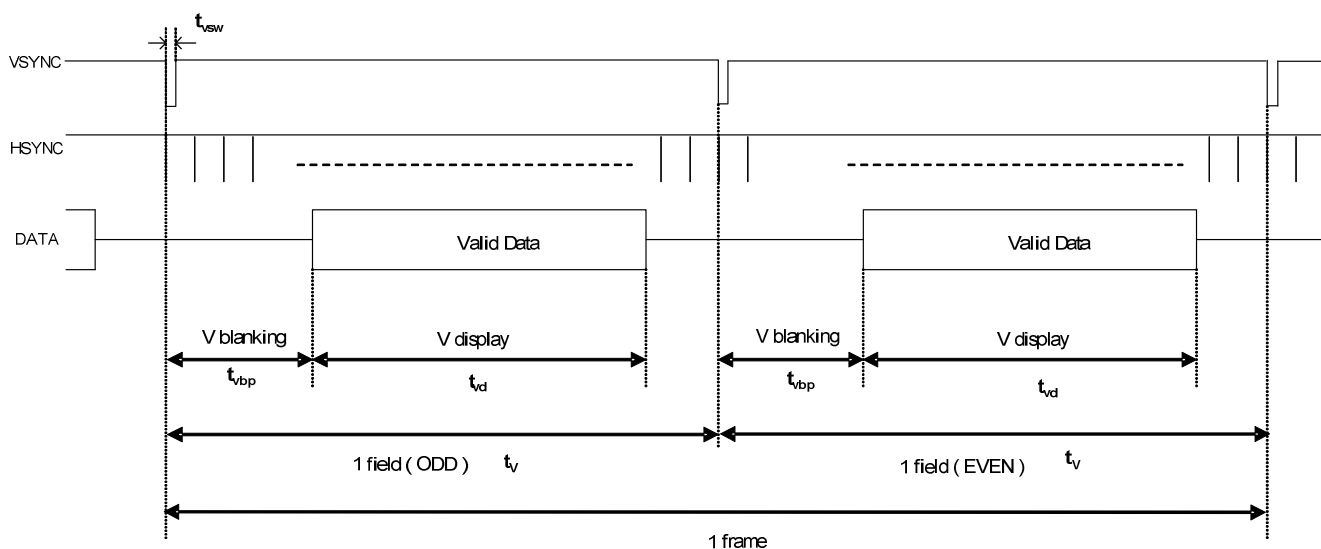 tvsw
VSYNC
HSYNC
DATA
Valid Data
Valid Data
V blanking
V display
V blanking
V display
tvbp
tvd
tvbp
tvd
1 field ( ODD ) tV
1 field ( EVEN ) tV
1 frame